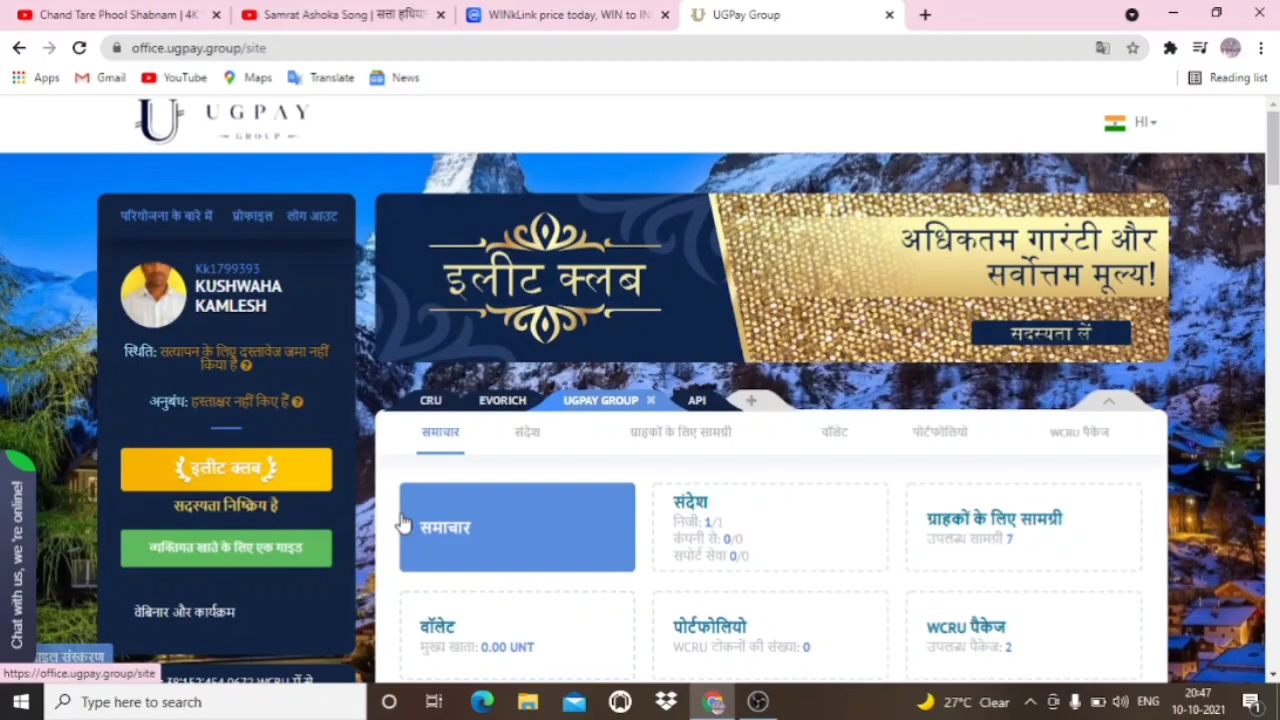 Chand Tare Phool Shabnam | 4K
Samrat Ashoka Song | सत्ता हथिया
WINkLink price today, WIN to IN
UGPay Group
office.ugpay.group/site
Apps
Gmail
YouTube
Maps
Translate
News
Reading list
UGPAY
GROUP
HI
परियोजना के बारे में
प्रोफाइल
लोग आउट
Kk1799393
KUSHWAHA
KAMLESH
स्थिति: सत्यापन के लिए दस्तावेज जमा नहीं
किया है
अनुबंध: हस्ताक्षर नहीं किए हैं
इलीट क्लब
सदस्यता निष्क्रिय है
व्यक्तिगत खाते के लिए एक गाइड
वेबिनार और कार्यक्रम
इलीट क्लब
अधिकतम गारंटी और
सर्वोत्तम मूल्य!
सदस्यता लें
CRU
EVORICH
UGPAY GROUP
API
समाचार
संदेश
ग्राहकों के लिए सामग्री
वॉलेट
पोर्टफोलियो
WCRU पैकेज
समाचार
संदेश
निजी: 1/1
कंपनी से: 0/0
सपोर्ट सेवा 0/0
ग्राहकों के लिए सामग्री
उपलब्ध सामग्री 7
वॉलेट
मुख्य खाता: 0.00 UNT
पोर्टफोलियो
WCRU टोकनों की संख्या: 0
WCRU पैकेज
उपलब्ध पैकेज: 2
Chat with us, we're online!
https://office.ugpay.group/site
Type here to search
27°C Clear
ENG
20:47
10-10-2021
1